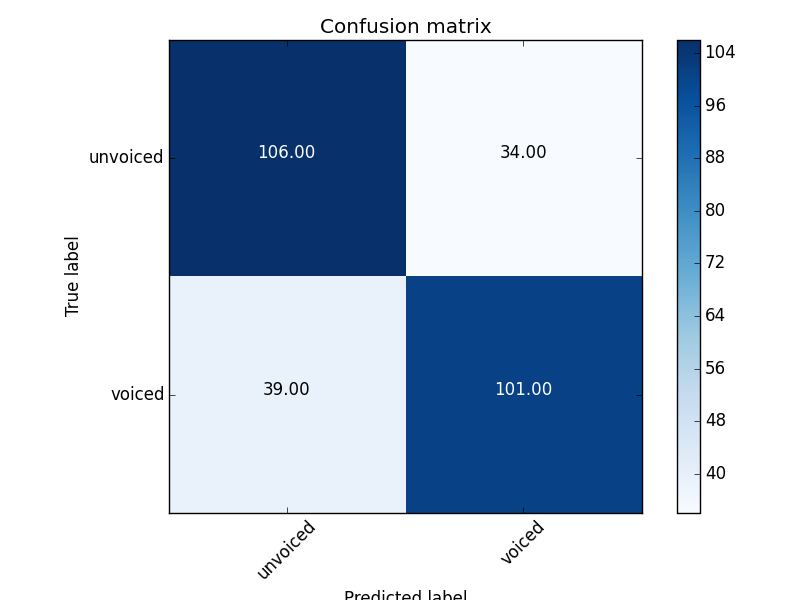 Confusion matrix
104
96
88
80
72
64
56
48
40
True label
unvoiced
106.00
34.00
voiced
39.00
101.00
unvoiced
voiced
Predicted label